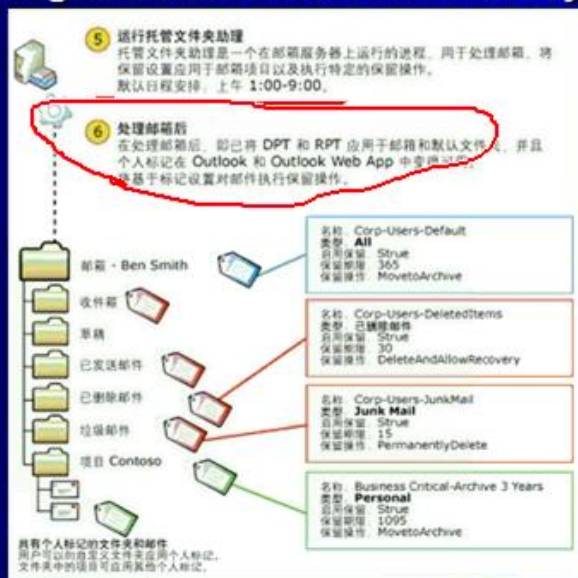 5 运行托管文件夹助理
托管文件夹助理是一个在邮箱服务器上运行的进程，用于处理邮箱，将
保留设置应用于邮箱项目以及执行特定的保留操作。
默认日程安排：上午 1:00-9:00。
6 处理邮箱后
在处理邮箱后，即已将 DPT 和 RPT 应用于邮箱和默认文件，并且
个人标记在 Outlook 和 Outlook Web App 中变得
将基于标记设置对邮件执行保留操作。
邮箱 - Ben Smith
收件箱
草稿
已发送邮件
已删除邮件
垃圾邮件
项目 Contoso
名称：Corp-Users-Default
类型：All
启用保留：Strue
保留期限：365
保留操作：MovetoArchive
名称：Corp-Users-DeletedItems
类型：已删除邮件
启用保留：Strue
保留期限：30
保留操作：DeleteAndAllowRecovery
名称：Corp-Users-JunkMail
类型：Junk Mail
启用保留：Strue
保留期限：15
保留操作：PermanentlyDelete
名称：Business Critical-Archive 3 Years
类型：Personal
启用保留：Strue
保留期限：1095
保留操作：MovetoArchive
具有个人标记的文件夹和邮件
用户可以向自定义文件夹应用个人标记。
文件夹中的项目可应用其他个人标记。